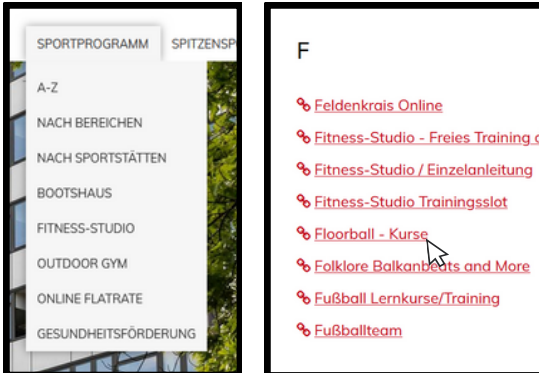 SPORTPROGRAMM SPITZENSP
A-Z
NACH BEREICHEN
NACH SPORTSTÄTTEN
BOOTSHAUS
FITNESS-STUDIO
OUTDOOR GYM
ONLINE FLATRATE
GESUNDHEITSFÖRDERUNG
F
Feldenkrais Online
Fitness-Studio - Freies Training
Fitness-Studio / Einzelanleitung
Fitness-Studio Trainingsslot
Floorball - Kurse
Folklore Balkanbeats and More
Fußball Lernkurse/Training
Fußballteam